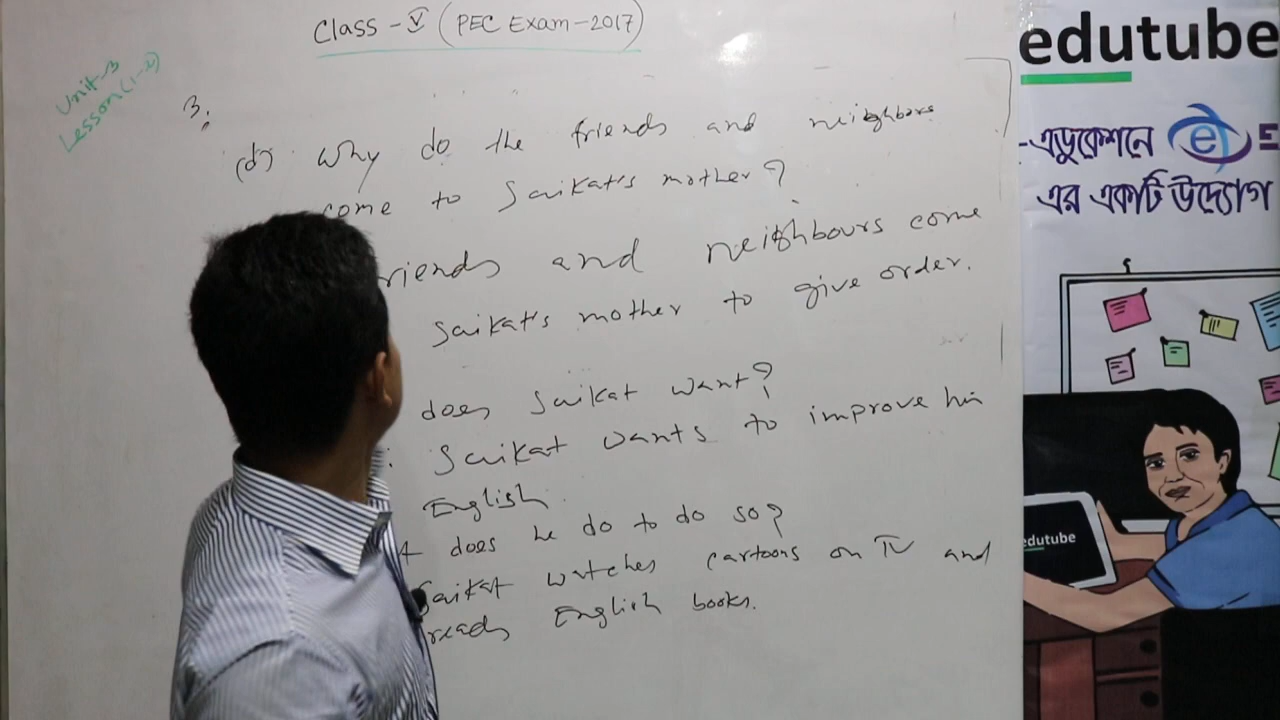 Class - V (PEC Exam-2017)
Unit-3
Lesson (1-2)
3.
(d) Why do the friends and neighbors
come to Saikat's mother?
riends and neighbours come
Saikat's mother to give order.
does Saikat want?
: Saikat wants to improve his
English.
t does he do to do so?
Saikat watches cartoons on TV and
reads English books.
edutube
-এডুকেশনে
e
E
এর একটি উদ্যোগ
edutube